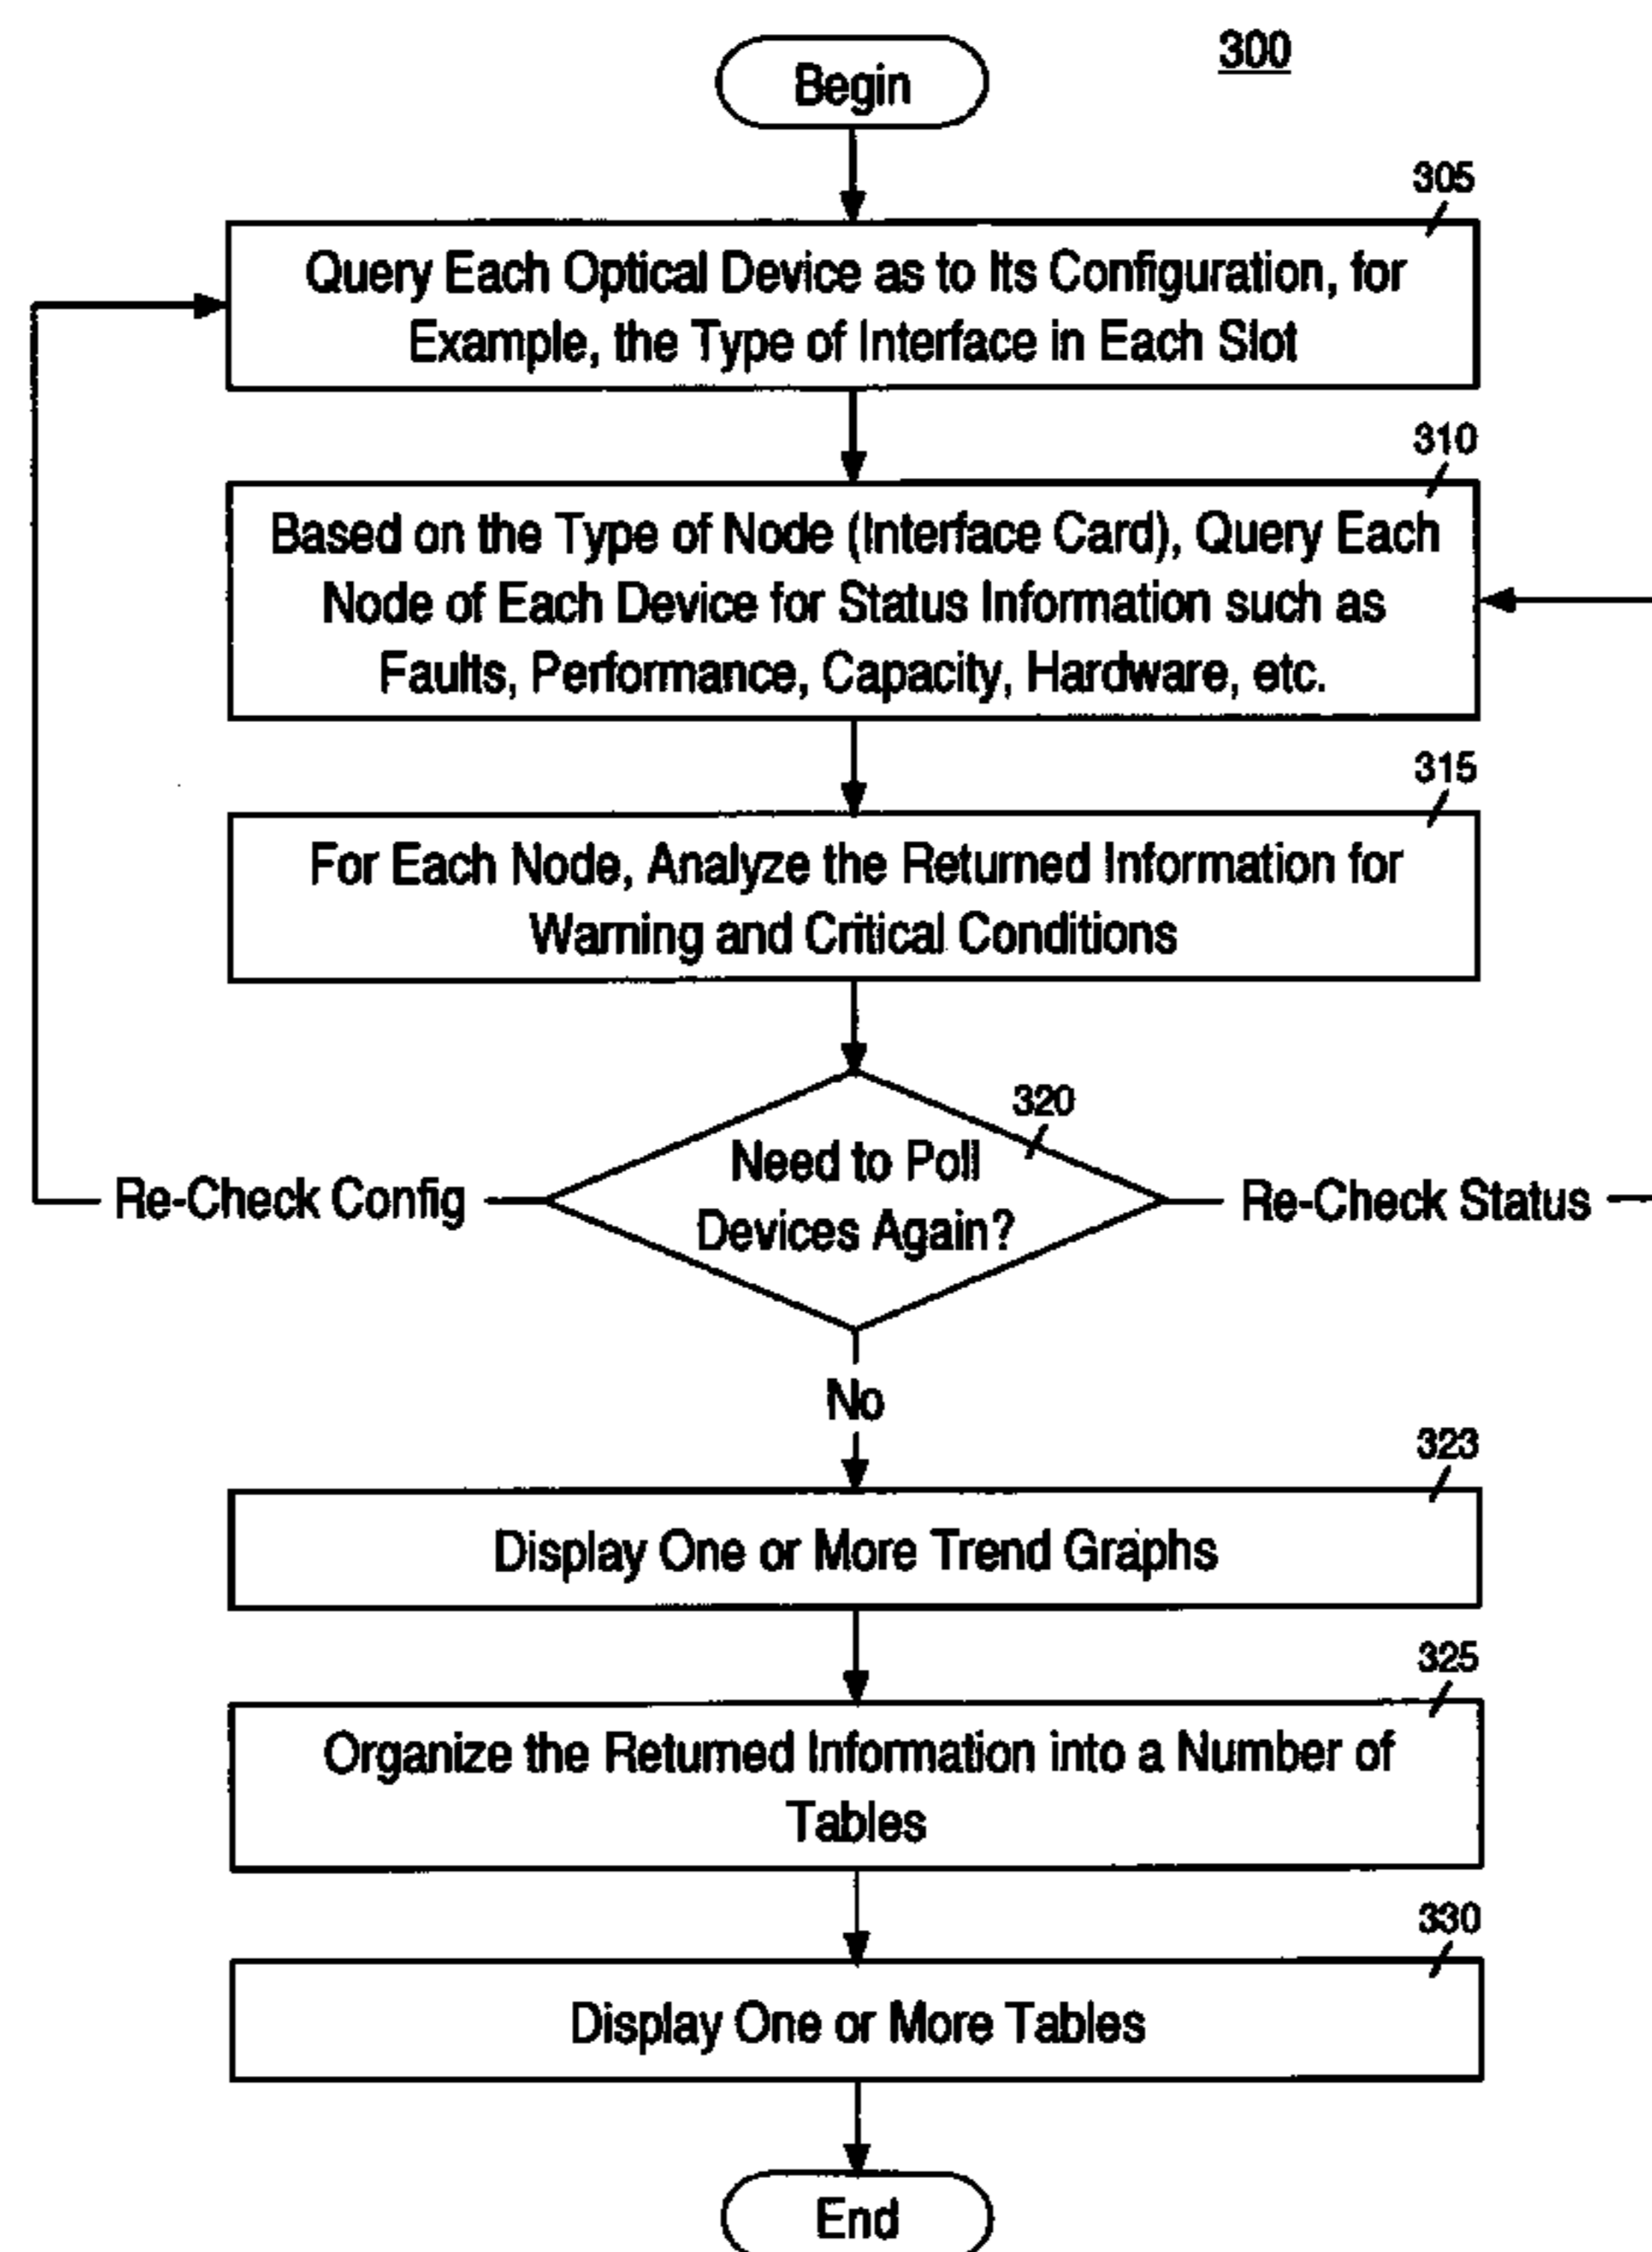 300
Begin
305
Query Each Optical Device as to Its Configuration, for
Example, the Type of Interface in Each Slot
310
Based on the Type of Node (Interface Card), Query Each
Node of Each Device for Status Information such as
Faults, Performance, Capacity, Hardware, etc.
315
For Each Node, Analyze the Returned Information for
Warning and Critical Conditions
320
Need to Poll
Devices Again?
Re-Check Config
Re-Check Status
No
323
Display One or More Trend Graphs
325
Organize the Returned Information into a Number of
Tables
330
Display One or More Tables
End